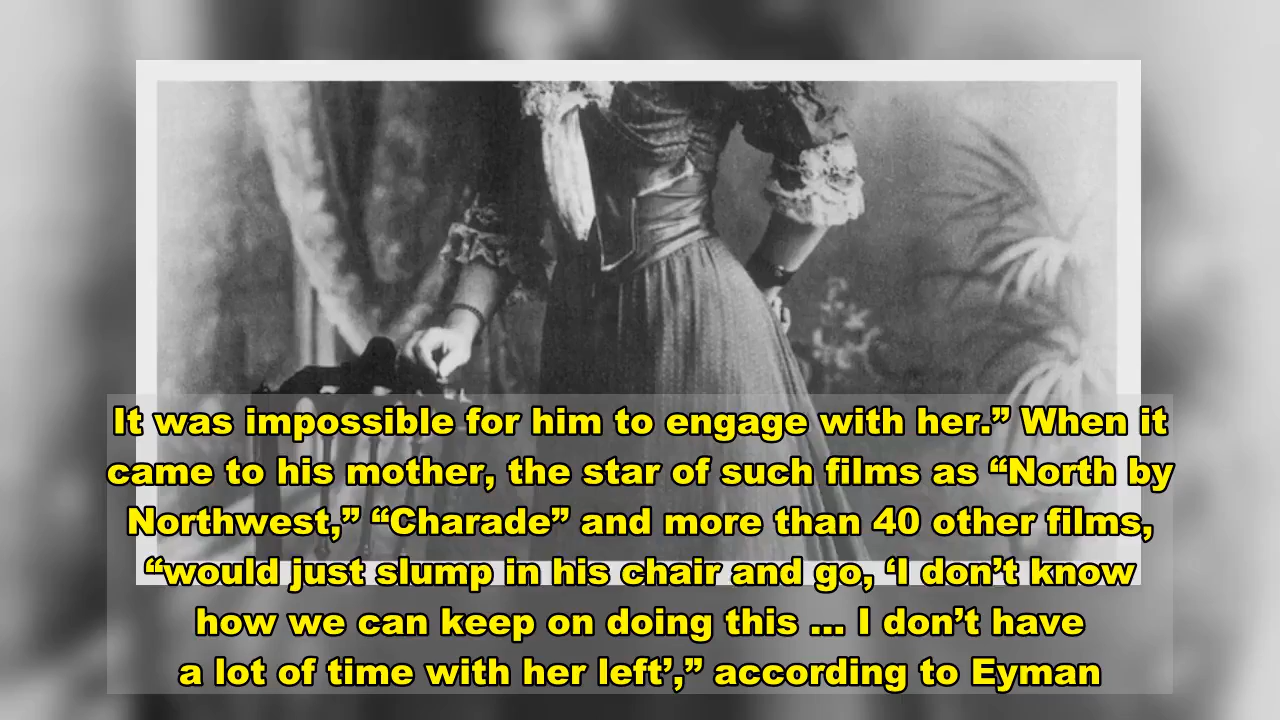 It was impossible for him to engage with her.” When it
came to his mother, the star of such films as “North by
Northwest,” “Charade” and more than 40 other films,
“would just slump in his chair and go, ‘I don’t know
how we can keep on doing this ... I don’t have
a lot of time with her left’,” according to Eyman